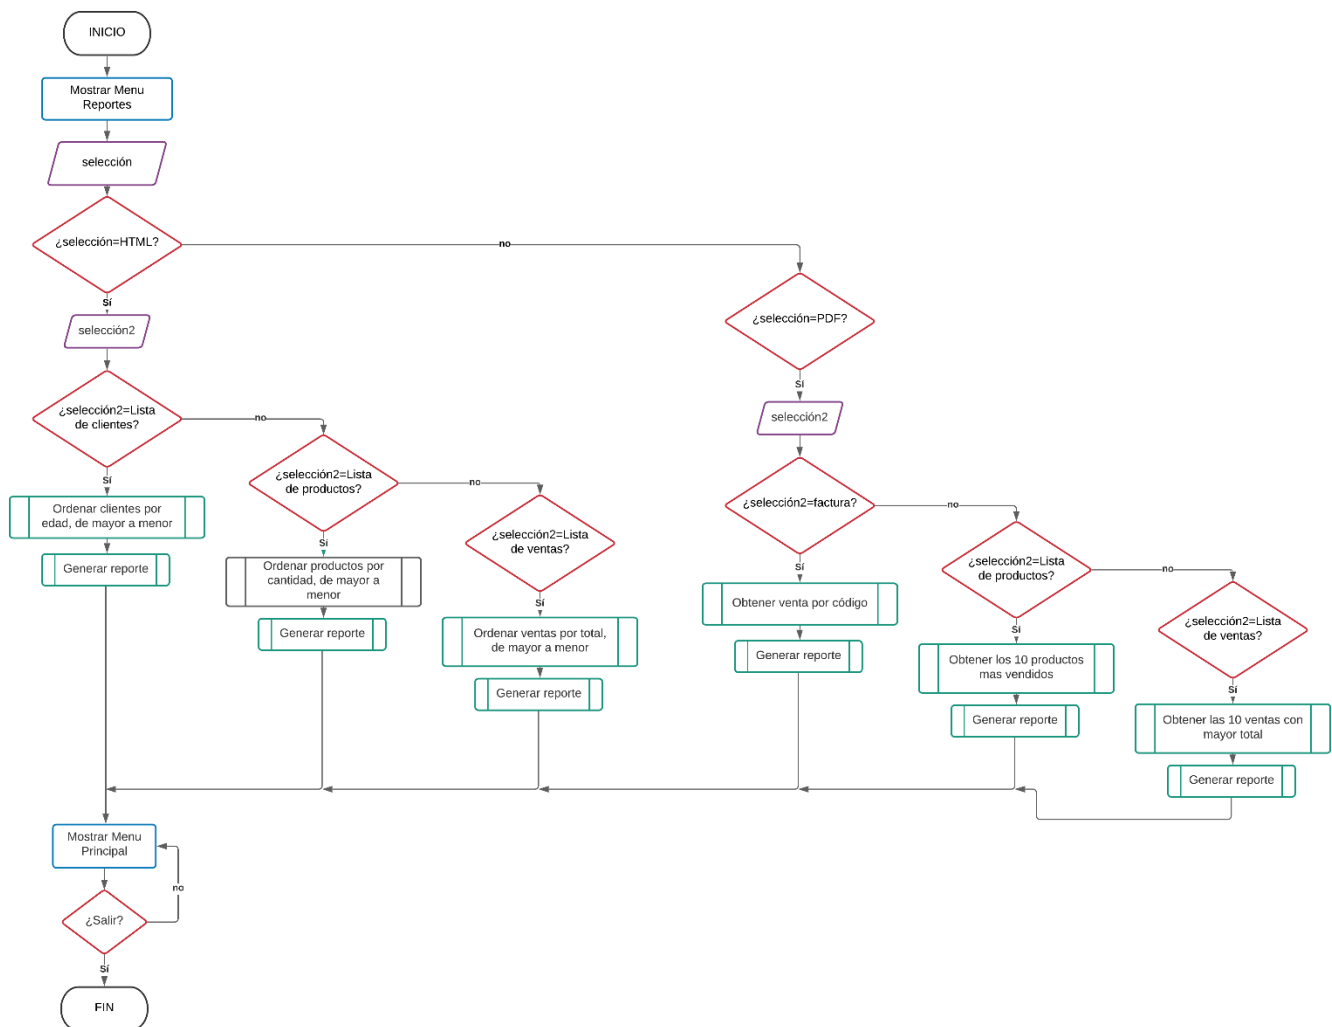 INICIO
Mostrar Menu
Reportes
selección
¿selección=HTML?
no
Sí
selección2
¿selección2=Lista
de clientes?
no
Sí
Ordenar clientes por
edad, de mayor a menor
Generar reporte
¿selección2=Lista
de productos?
no
Sí
Ordenar productos por
cantidad, de mayor a
menor
Generar reporte
¿selección2=Lista
de ventas?
Sí
Ordenar ventas por total,
de mayor a menor
Generar reporte
¿selección=PDF?
Sí
selección2
¿selección2=factura?
no
Sí
Obtener venta por código
Generar reporte
¿selección2=Lista
de productos?
no
Sí
Obtener los 10 productos
mas vendidos
Generar reporte
¿selección2=Lista
de ventas?
Sí
Obtener las 10 ventas con
mayor total
Generar reporte
Mostrar Menu
Principal
no
¿Salir?
Sí
FIN